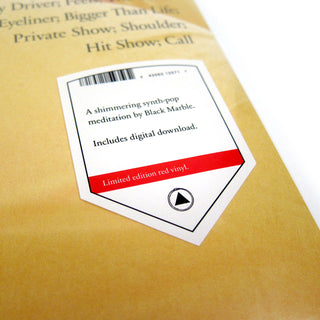 Driver; Feel
Eyeliner; Bigger Than Life;
Private Show; Shoulder;
Hit Show; Call
A shimmering synth-pop
meditation by Black Marble.
Includes digital download.
Limited edition red vinyl.